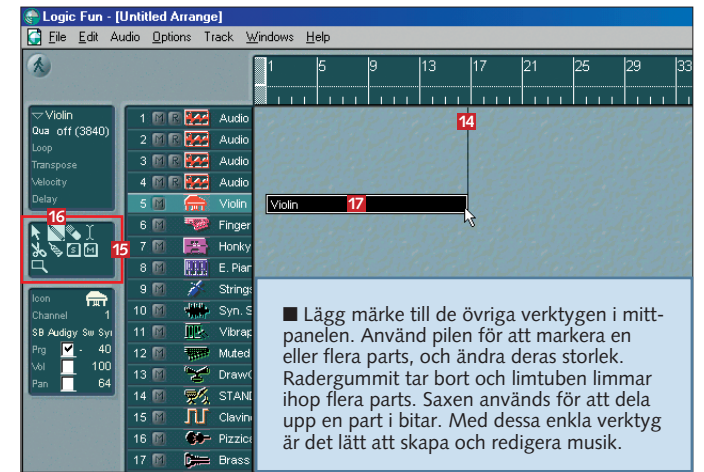 Logic Fun - [Untitled Arrange]
File Edit Audio Options Track Windows Help
1 5 9 13 17 21 25 29 33
14
Violin
Qua off (3840)
Loop
Transpose
Velocity
Delay
16
15
S M
Icon
Channel 1
SB Audigy Sw Syn
Prg - 40
Vol 100
Pan 64
1 M R Audio
2 M R Audio
3 M R Audio
4 M R Audio
5 M Violin
6 M Finger
7 M Honky
8 M E. Pian
9 M Strings
10 M Syn. S
11 M Vibrap
12 M Muted
13 M Draw
14 M STAND
15 M Clavin
16 M Pizzic
17 M Brass
Violin 17
■ Lägg märke till de övriga verktygen i mitt-
panelen. Använd pilen för att markera en
eller flera parts, och ändra deras storlek.
Radergummit tar bort och limtuben limmar
ihop flera parts. Saxen används för att dela
upp en part i bitar. Med dessa enkla verktyg
är det lätt att skapa och redigera musik.